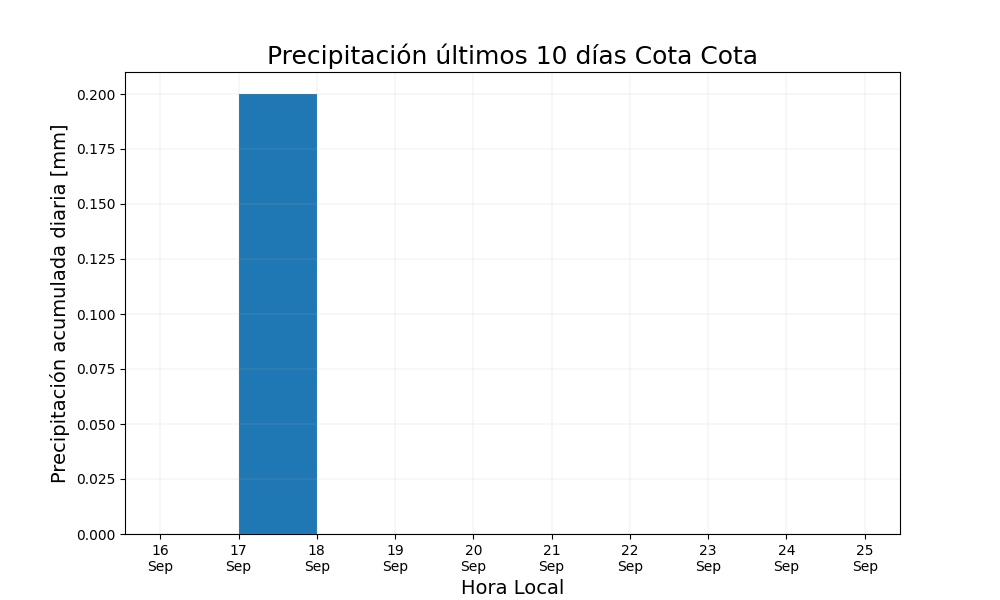 Precipitación últimos 10 días Cota Cota
Precipitación acumulada diaria [mm]
0.200
0.175
0.150
0.125
0.100
0.075
0.050
0.025
0.000
16 17 18 19 20 21 22 23 24 25
Sep Sep Sep Sep Sep Sep Sep Sep Sep Sep
Hora Local